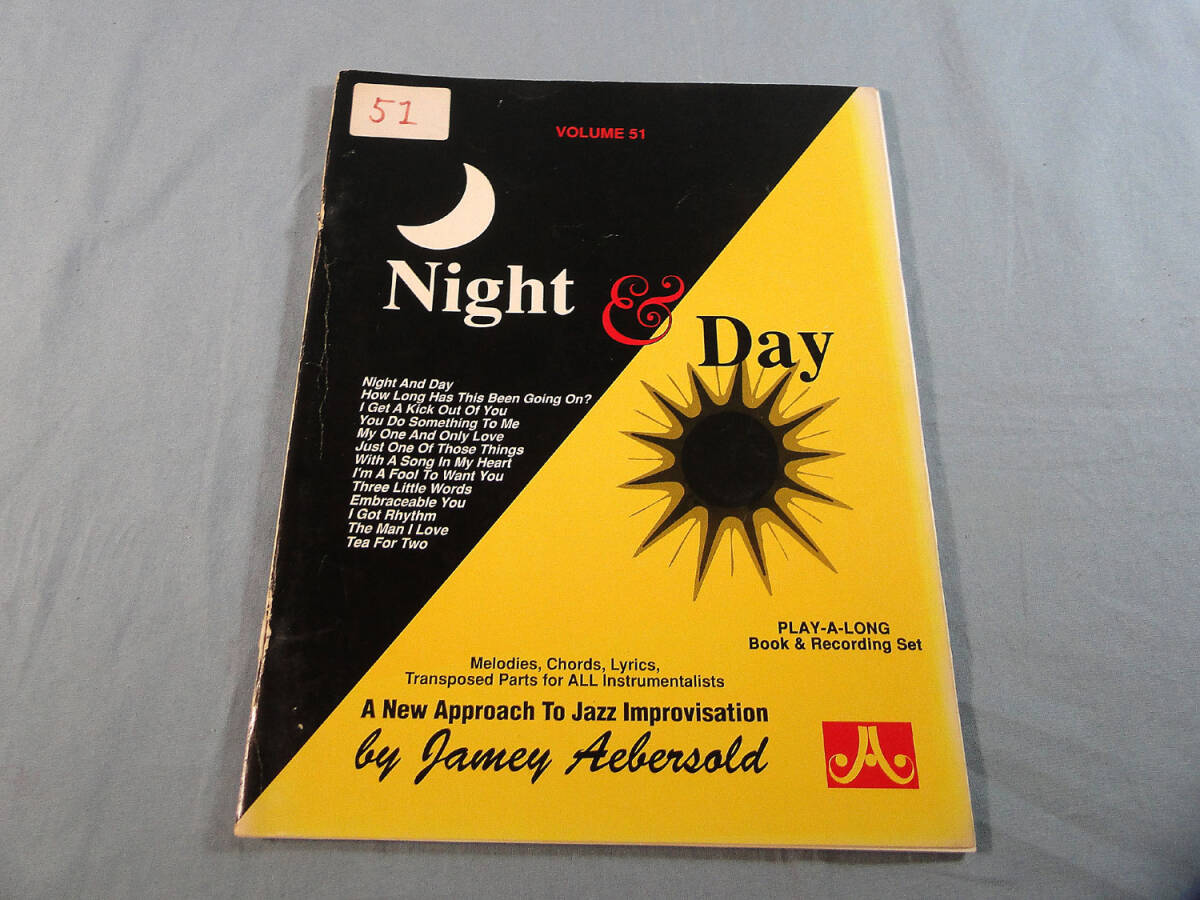 51
VOLUME 51
Night & Day
Night And Day
How Long Has This Been Going On?
I Get A Kick Out Of You
You Do Something To Me
My One And Only Love
Just One Of Those Things
With A Song In My Heart
I'm A Fool To Want You
Three Little Words
Embraceable You
I Got Rhythm
The Man I Love
Tea For Two
PLAY-A-LONG
Book & Recording Set
Melodies, Chords, Lyrics,
Transposed Parts for ALL Instrumentalists
A New Approach To Jazz Improvisation
by Jamey Aebersold
A